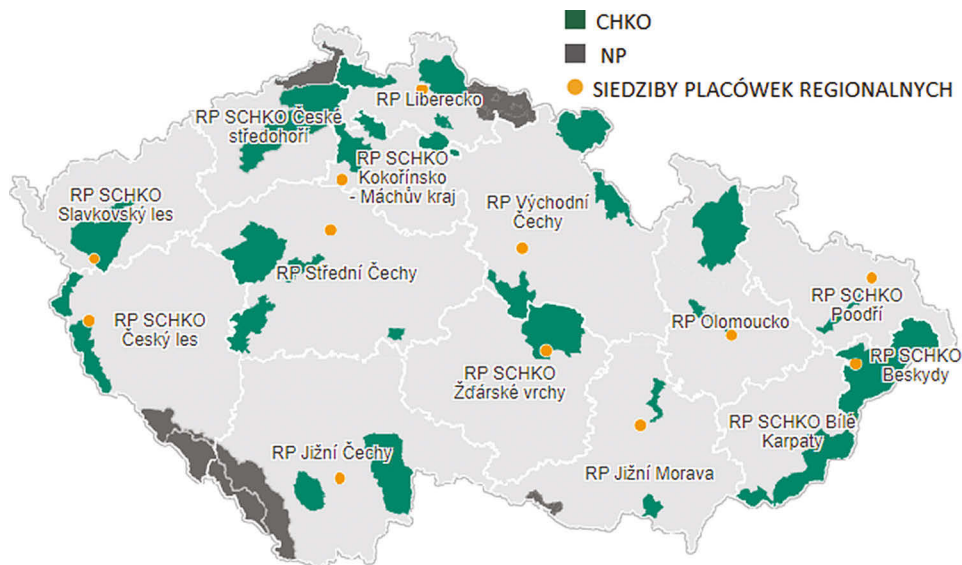 CHKO
NP
SIEDZIBY PLACÓWEK REGIONALNYCH
RP Liberecko
RP SCHKO České
středohoří
RP SCHKO
Kokořínsko
- Máchův kraj
RP SCHKO
Slavkovský les
RP Východní
Čechy
RP Střední Čechy
RP SCHKO
Poodří
RP SCHKO
Český les
RP Olomoucko
RP SCHKO
Beskydy
RP SCHKO
Žďárské vrchy
RP SCHKO Bílé
Karpaty
RP Jižní Čechy
RP Jižní Morava